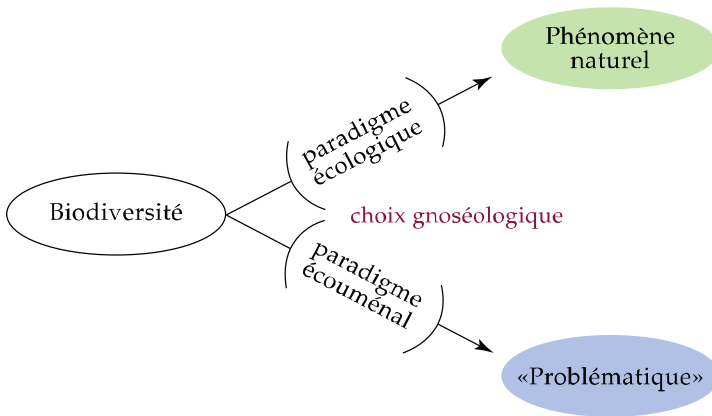 Phénomène
naturel
paradigme
écologique
Biodiversité
choix gnoséologique
paradigme
écouménal
«Problématique»